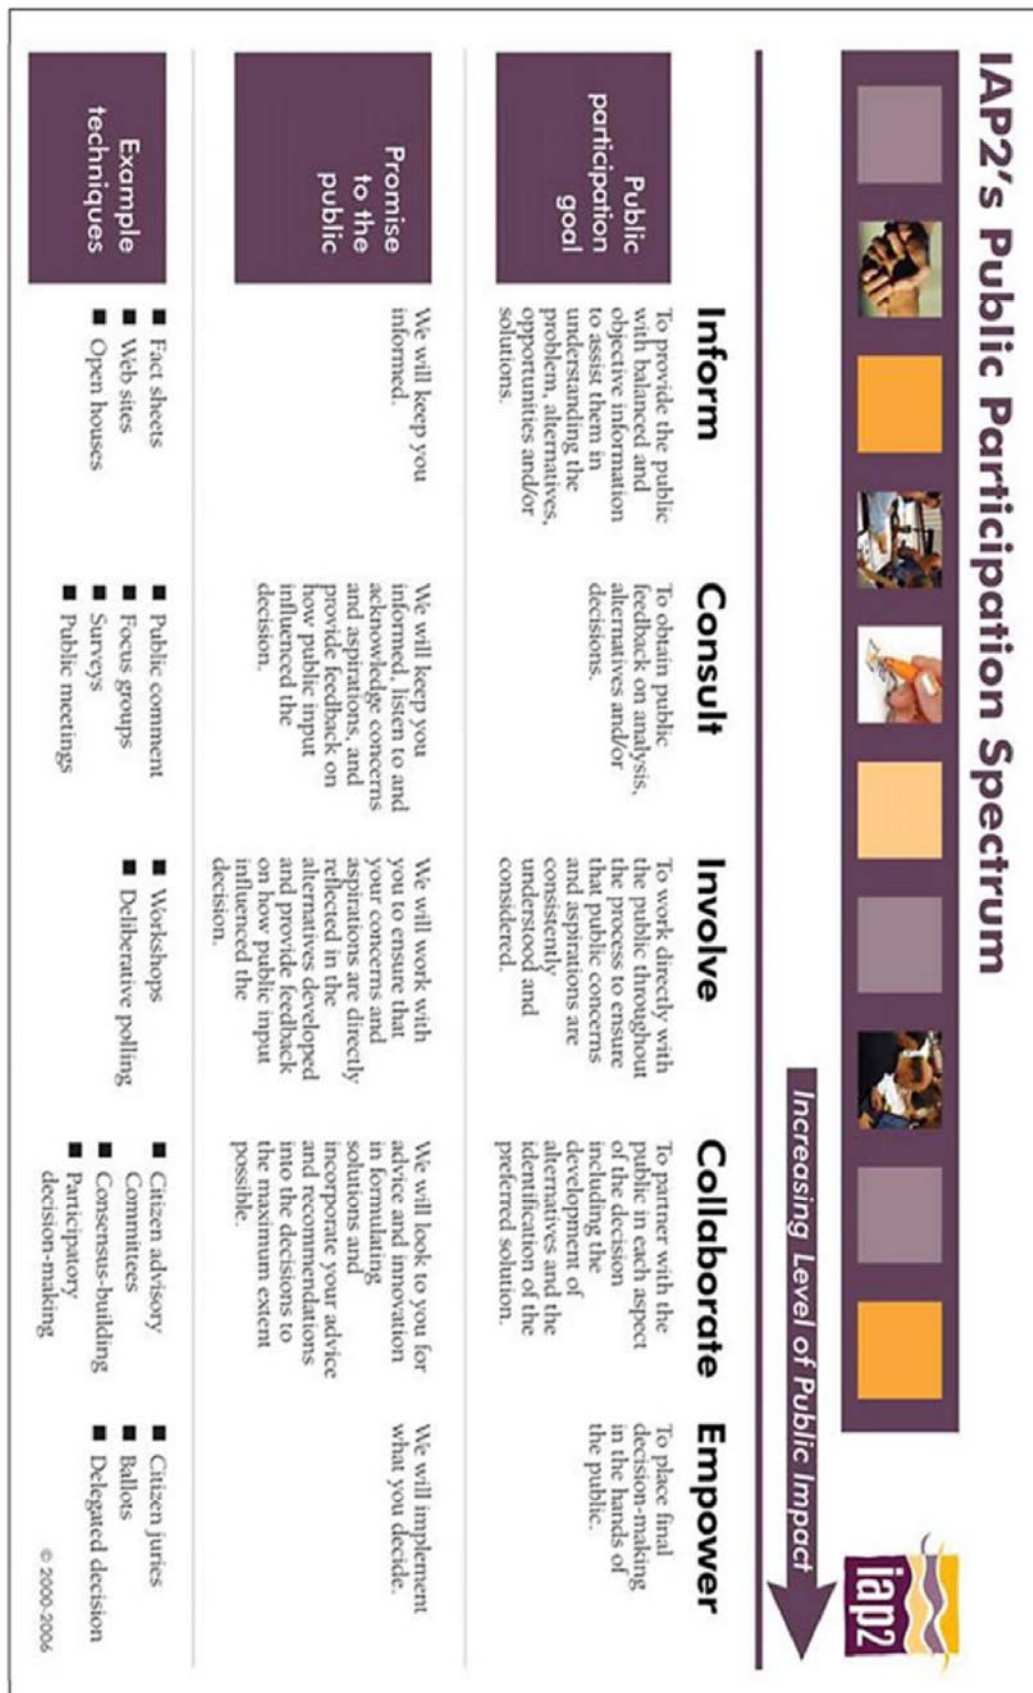 IAP2's Public Participation Spectrum
iap2
Increasing Level of Public Impact
Inform
Consult
Involve
Collaborate
Empower
Public
participation
goal
To provide the public
with balanced and
objective information
to assist them in
understanding the
problem, alternatives,
opportunities and/or
solutions.
To obtain public
feedback on analysis,
alternatives and/or
decisions.
To work directly with
the public throughout
the process to ensure
that public concerns
and aspirations are
consistently
understood and
considered.
To partner with the
public in each aspect
of the decision
including the
development of
alternatives and the
identification of the
preferred solution.
To place final
decision-making
in the hands of
the public.
Promise
to the
public
We will keep you
informed.
We will keep you
informed, listen to and
acknowledge concerns
and aspirations, and
provide feedback on
how public input
influenced the
decision.
We will work with
you to ensure that
your concerns and
aspirations are directly
reflected in the
alternatives developed
and provide feedback
on how public input
influenced the
decision.
We will look to you for
advice and innovation
in formulating
solutions and
incorporate your advice
and recommendations
into the decisions to
the maximum extent
possible.
We will implement
what you decide.
Example
techniques
■ Fact sheets
■ Web sites
■ Open houses
■ Public comment
■ Focus groups
■ Surveys
■ Public meetings
■ Workshops
■ Deliberative polling
■ Citizen advisory
Committees
■ Consensus-building
■ Participatory
decision-making
■ Citizen juries
■ Ballots
■ Delegated decision
© 2000-2006